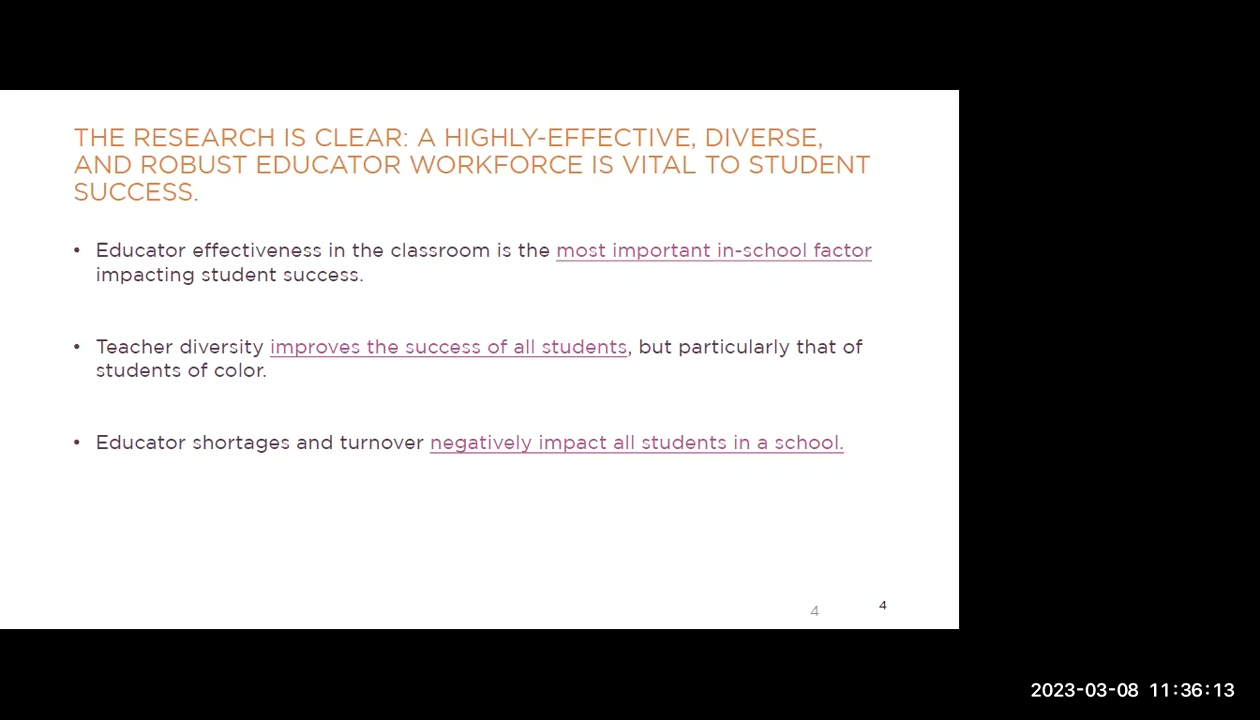 THE RESEARCH IS CLEAR: A HIGHLY-EFFECTIVE, DIVERSE,
AND ROBUST EDUCATOR WORKFORCE IS VITAL TO STUDENT
SUCCESS.
• Educator effectiveness in the classroom is the most important in-school factor
impacting student success.
• Teacher diversity improves the success of all students, but particularly that of
students of color.
• Educator shortages and turnover negatively impact all students in a school.
4
4
2023-03-08 11:36:13